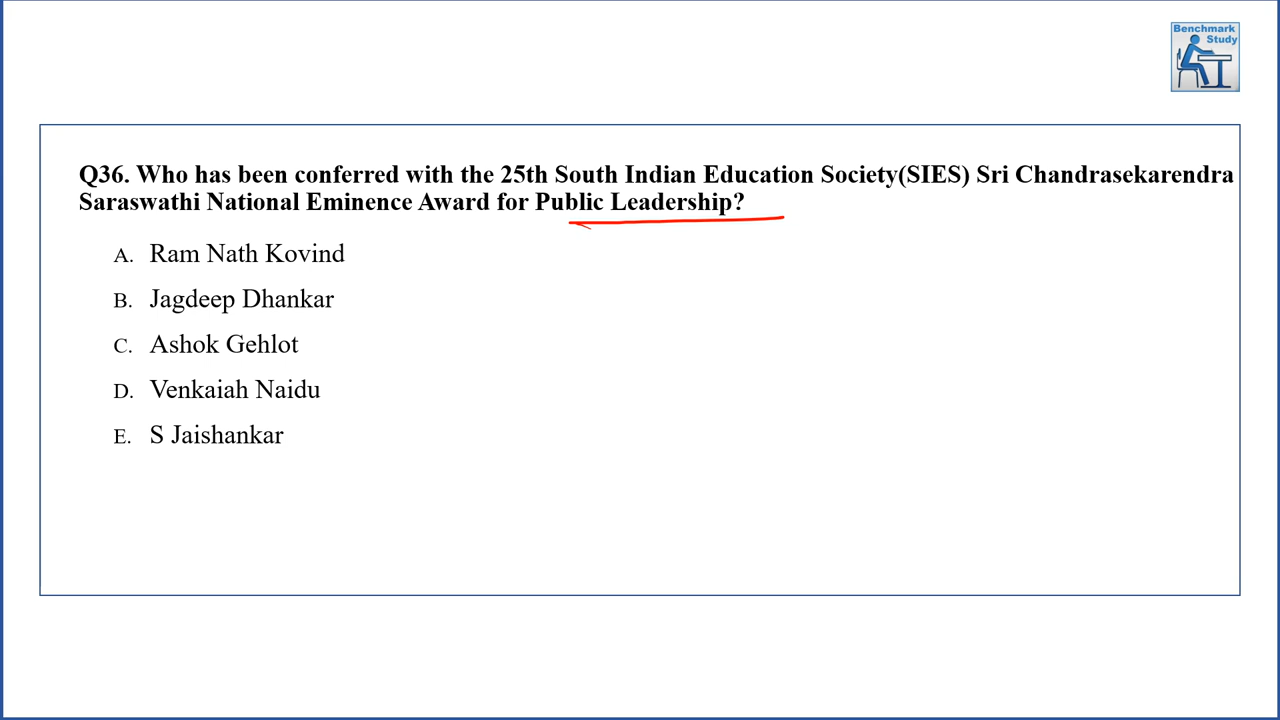 Benchmark
Study
Q36. Who has been conferred with the 25th South Indian Education Society(SIES) Sri Chandrasekarendra
Saraswathi National Eminence Award for Public Leadership?
A. Ram Nath Kovind
B. Jagdeep Dhankar
C. Ashok Gehlot
D. Venkaiah Naidu
E. S Jaishankar